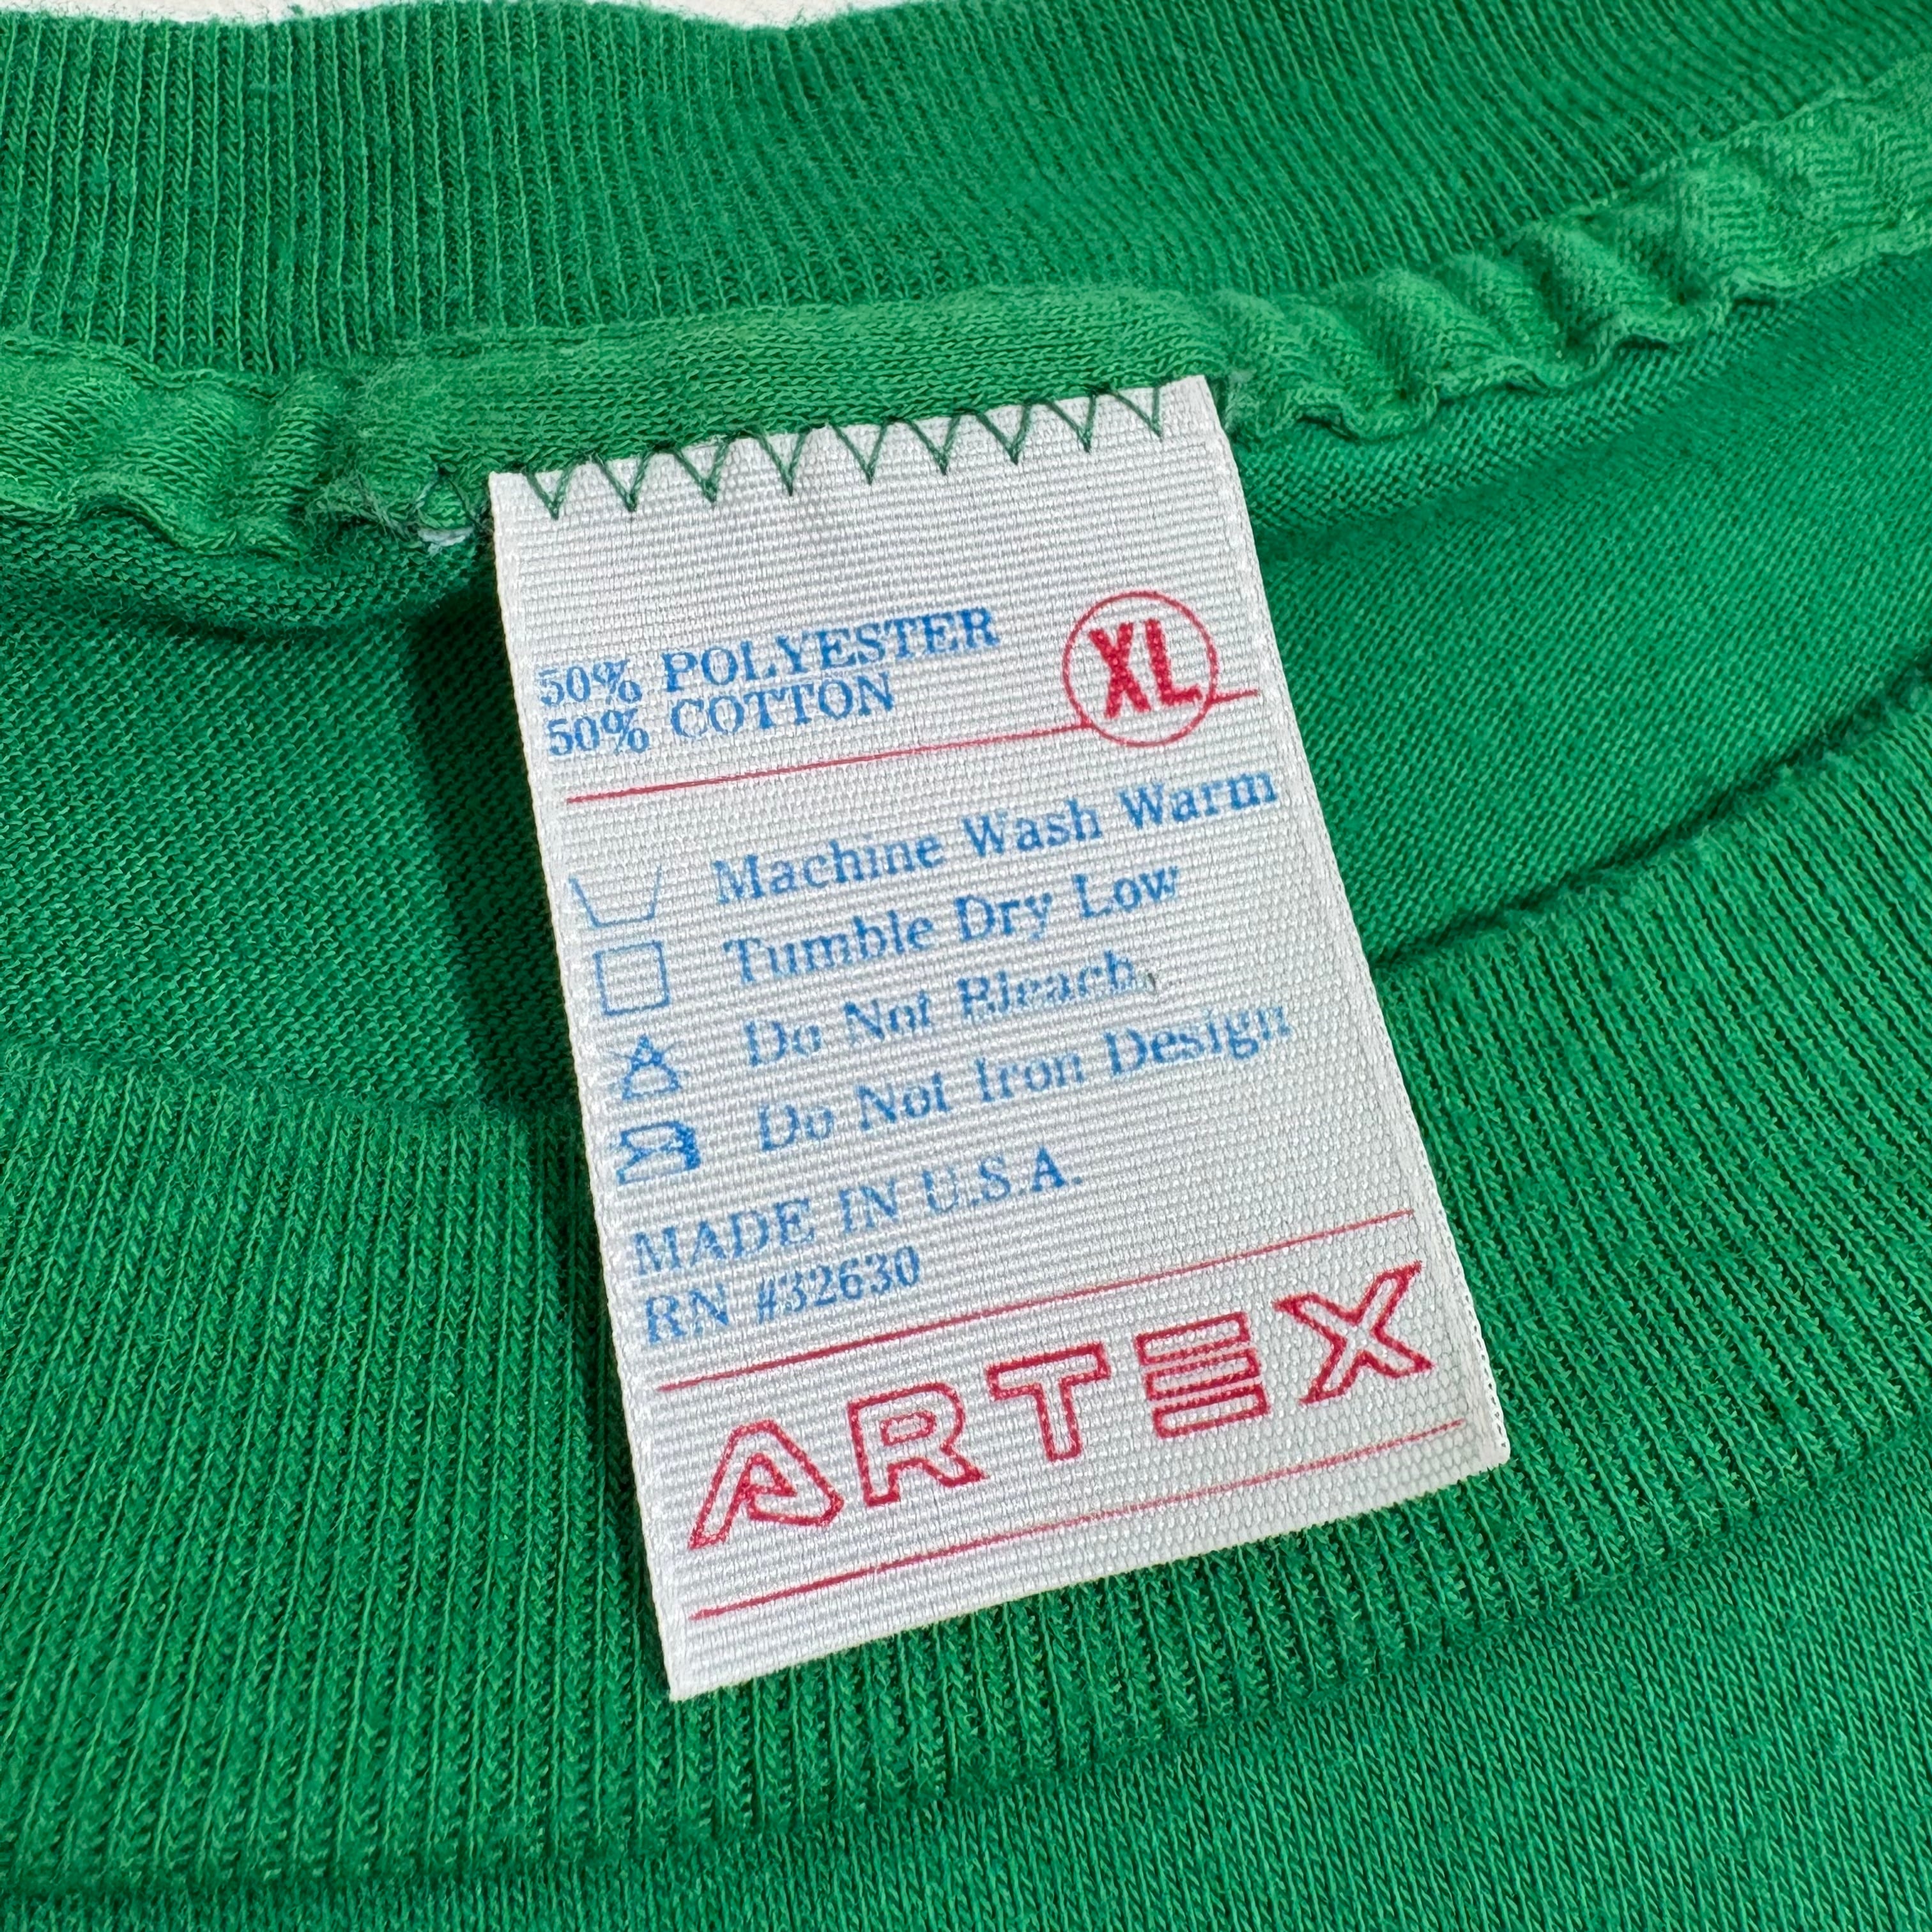 50% POLYESTER
50% COTTON
XL
Machine Wash Warm
Tumble Dry Low
Do Not Bleach,
Do Not Iron Design
MADE IN U.S.A.
RN #32630
ARTEX